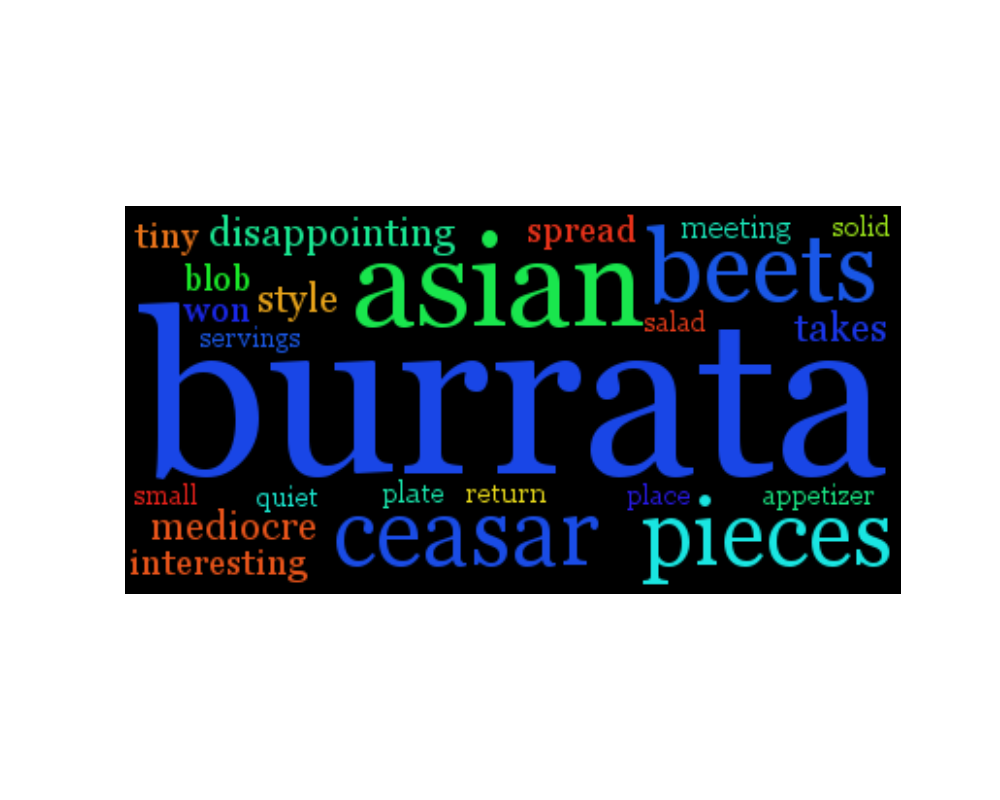 tiny disappointing spread meeting solid
blob asian beets
won style salad takes
servings
burrata
small quiet plate return place appetizer
mediocre ceasar pieces
interesting